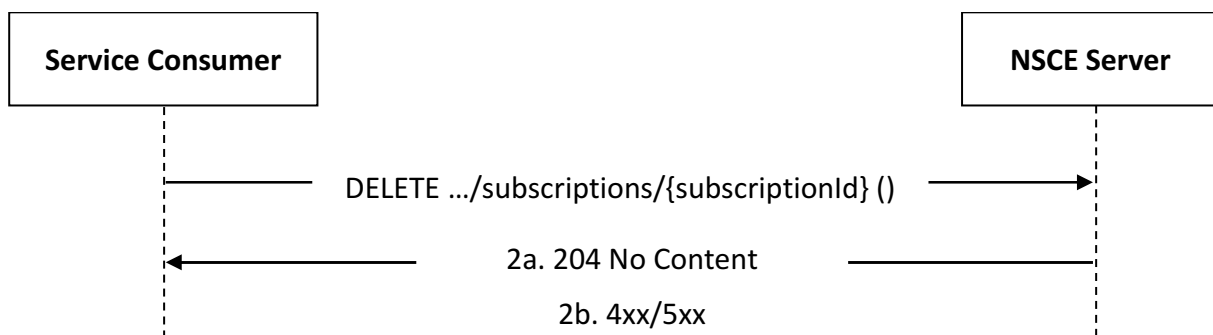 Service Consumer
NSCE Server
DELETE …/subscriptions/{subscriptionId} ()
2a. 204 No Content
2b. 4xx/5xx